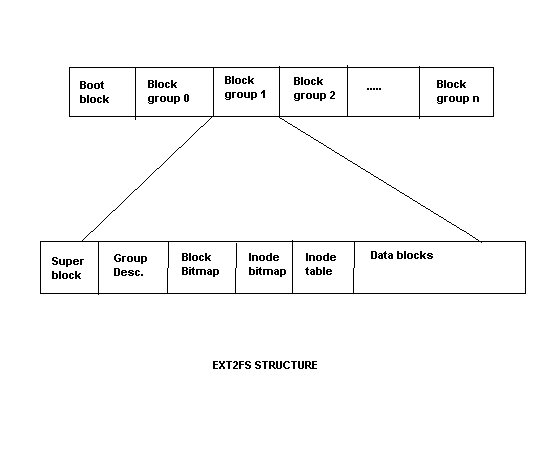 Boot
block
Block
group 0
Block
group 1
Block
group 2
.....
Block
group n
Super
block
Group
Desc.
Block
Bitmap
Inode
bitmap
Inode
table
Data blocks
EXT2FS STRUCTURE